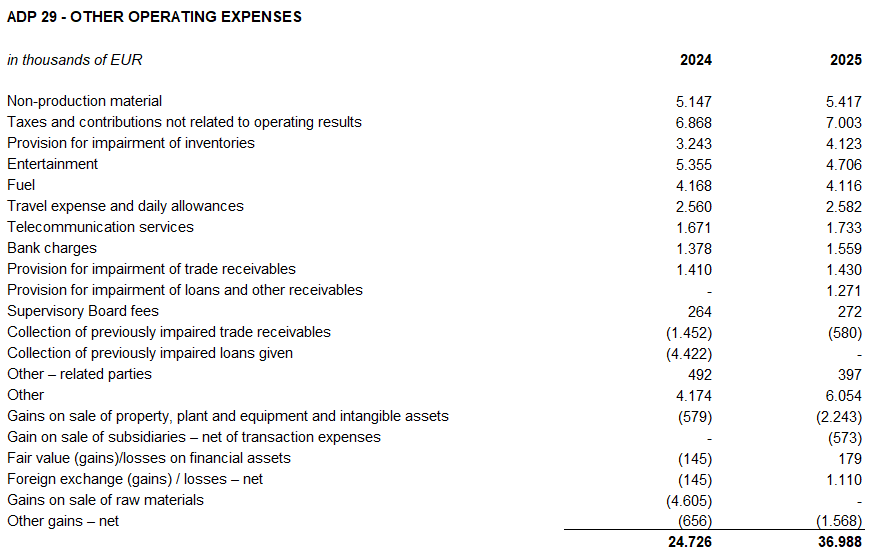 ADP 29 - OTHER OPERATING EXPENSES
in thousands of EUR 2024 2025
Non-production material 5.147 5.417
Taxes and contributions not related to operating results 6.868 7.003
Provision for impairment of inventories 3.243 4.123
Entertainment 5.355 4.706
Fuel 4.168 4.116
Travel expense and daily allowances 2.560 2.582
Telecommunication services 1.671 1.733
Bank charges 1.378 1.559
Provision for impairment of trade receivables 1.410 1.430
Provision for impairment of loans and other receivables - 1.271
Supervisory Board fees 264 272
Collection of previously impaired trade receivables (1.452) (580)
Collection of previously impaired loans given (4.422) -
Other – related parties 492 397
Other 4.174 6.054
Gains on sale of property, plant and equipment and intangible assets (579) (2.243)
Gain on sale of subsidiaries – net of transaction expenses - (573)
Fair value (gains)/losses on financial assets (145) 179
Foreign exchange (gains) / losses – net (145) 1.110
Gains on sale of raw materials (4.605) -
Other gains – net (656) (1.568)
24.726 36.988